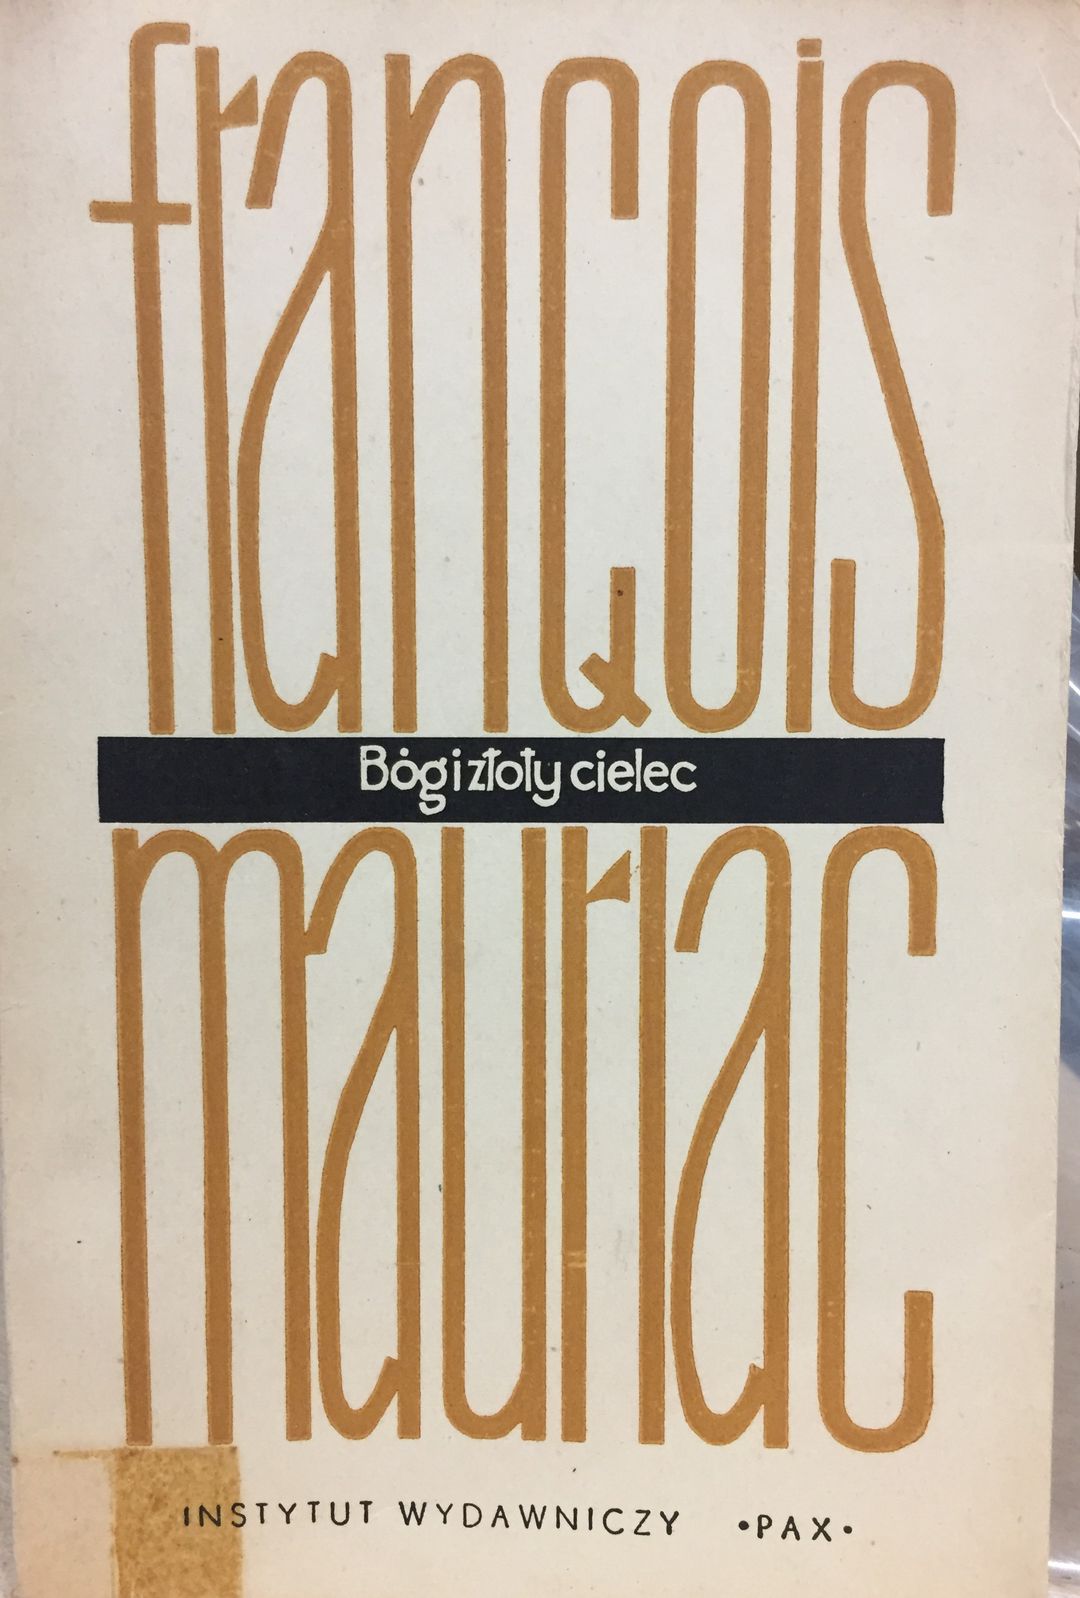 françois
Bóg i złoty cielec
mauriac
INSTYTUT WYDAWNICZY •PAX•